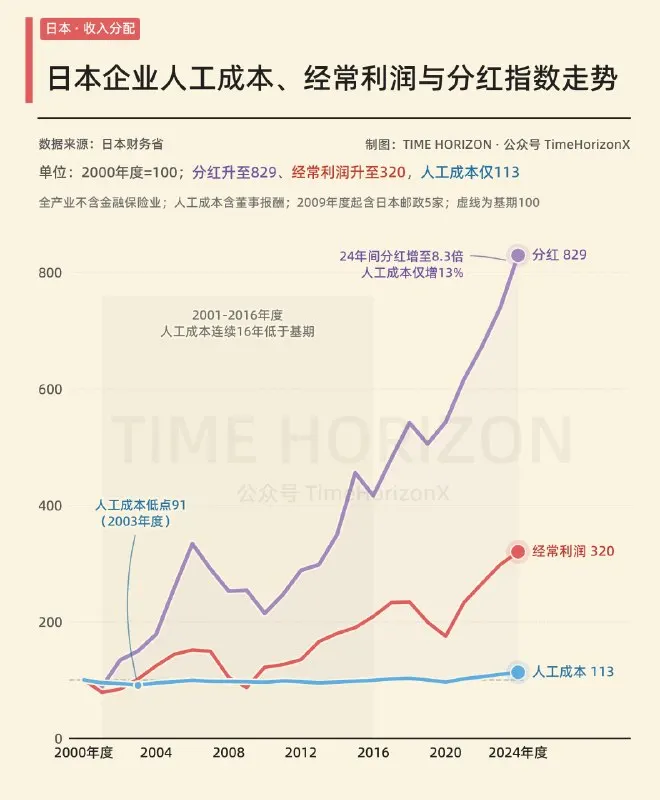 日本·收入分配
日本企业人工成本、经常利润与分红指数走势
数据来源：日本财务省
制图：TIME HORIZON · 公众号 TimeHorizonX
单位：2000年度=100；分红升至829、经常利润升至320，人工成本仅113
全产业不含金融保险业；人工成本含董事报酬；2009年度起含日本邮政5家；虚线为基期100
24年间分红增至8.3倍
人工成本仅增13%
分红 829
800
2001-2016年度
人工成本连续16年低于基期
600
TIME HORIZON
公众号 TimeHorizonX
400
人工成本低点91
（2003年度）
经常利润 320
200
人工成本 113
0
2000年度
2004
2008
2012
2016
2020
2024年度